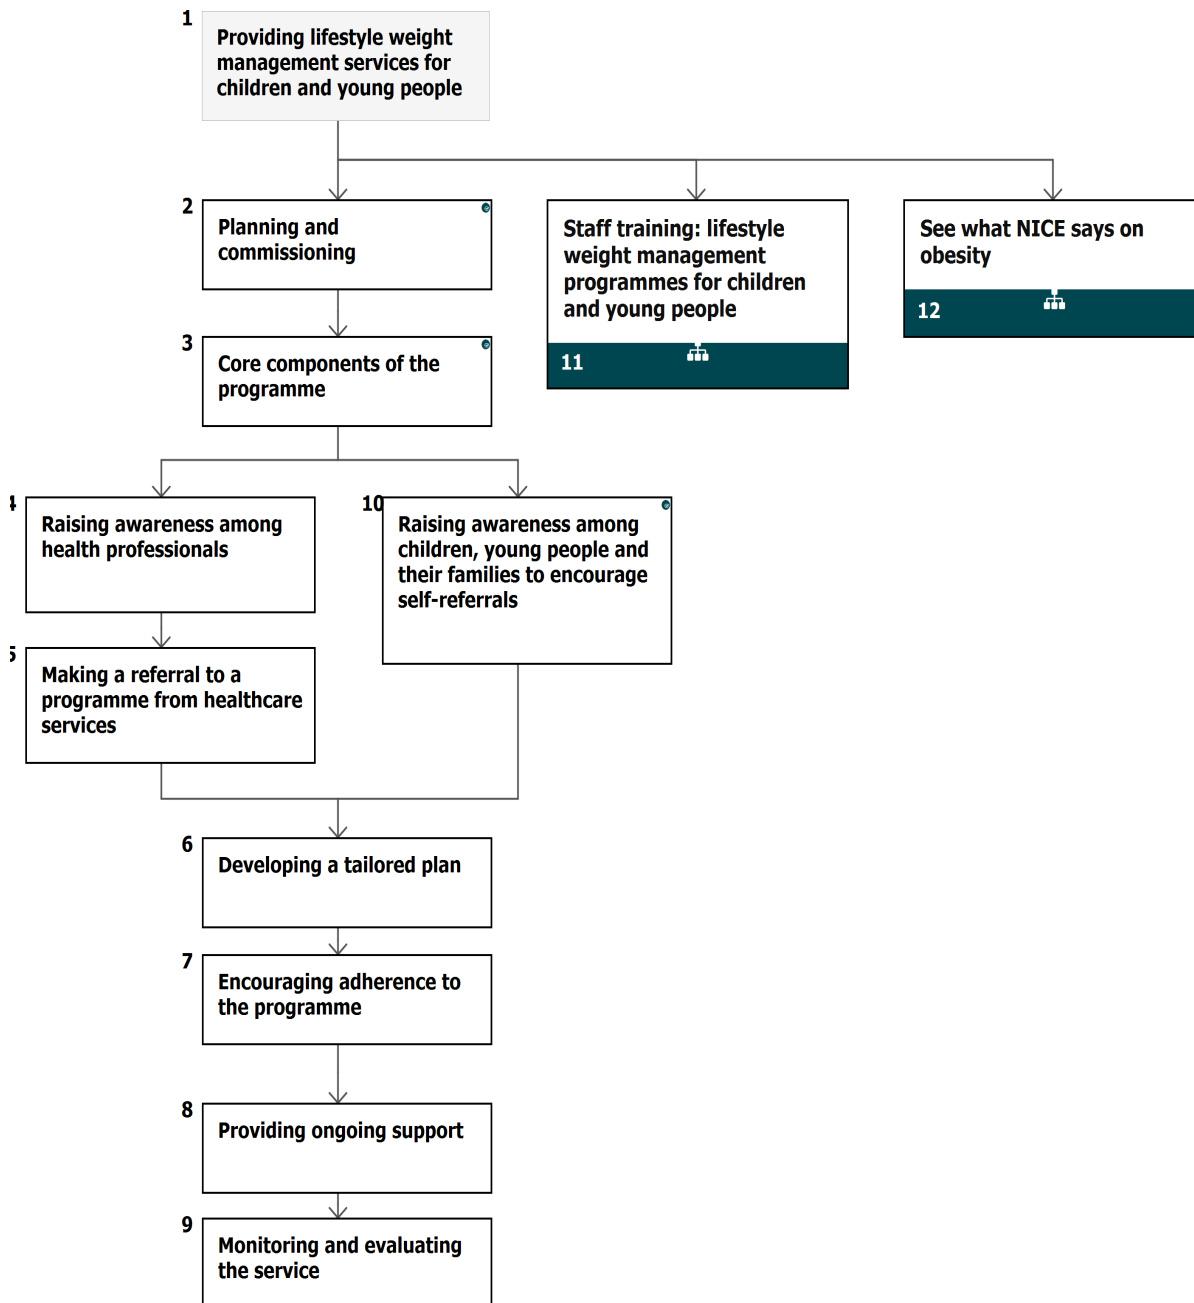 1
Providing lifestyle weight
management services for
children and young people
2
Planning and
commissioning
Staff training: lifestyle
weight management
programmes for children
and young people
11
See what NICE says on
obesity
12
3
Core components of the
programme
4
Raising awareness among
health professionals
10
Raising awareness among
children, young people and
their families to encourage
self-referrals
5
Making a referral to a
programme from healthcare
services
6
Developing a tailored plan
7
Encouraging adherence to
the programme
8
Providing ongoing support
9
Monitoring and evaluating
the service